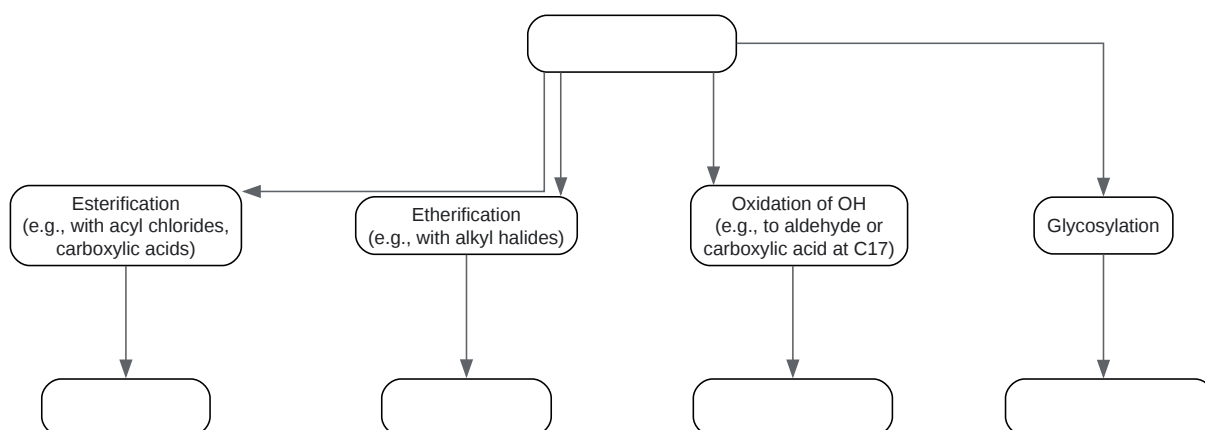 Esterification
(e.g., with acyl chlorides,
carboxylic acids)
Etherification
(e.g., with alkyl halides)
Oxidation of OH
(e.g., to aldehyde or
carboxylic acid at C17)
Glycosylation